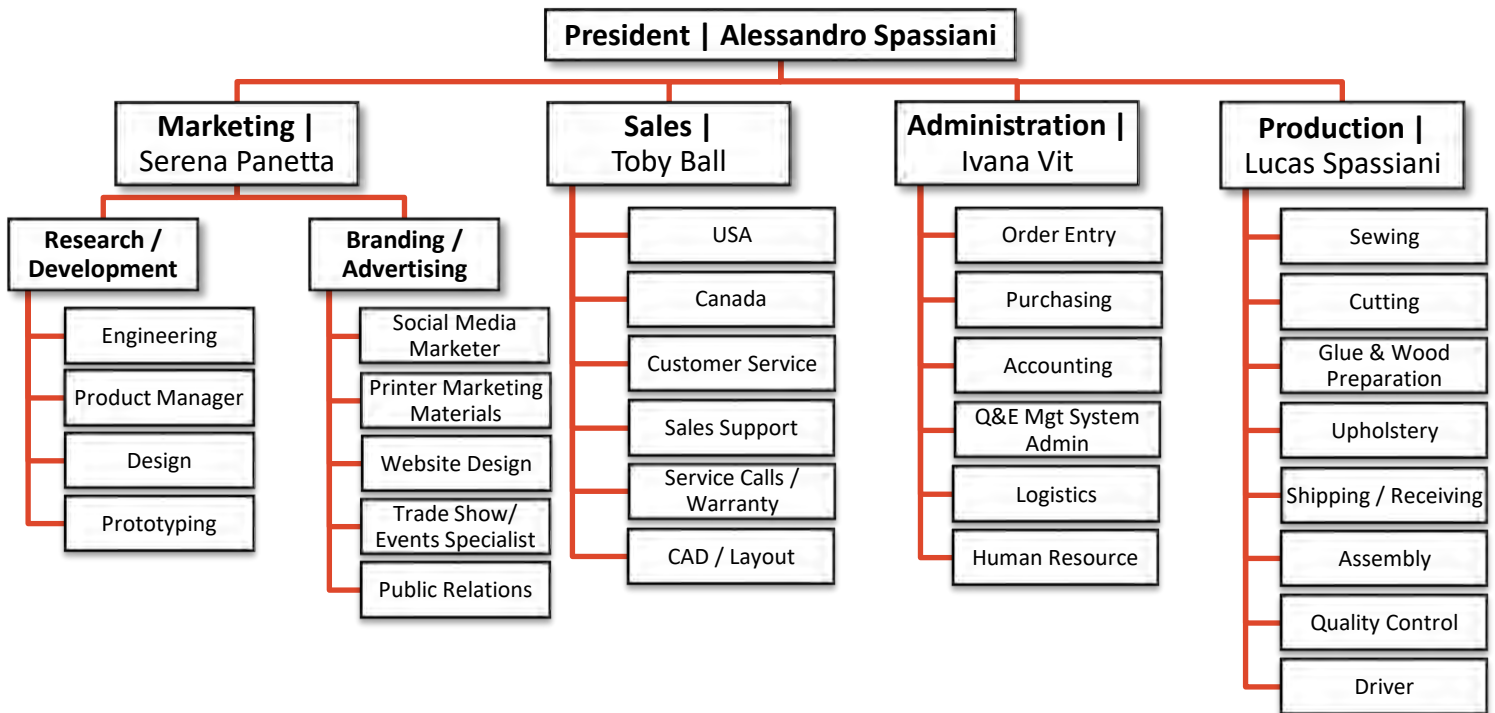 President | Alessandro Spassiani
Marketing |
Serena Panetta
Research /
Development
Engineering
Product Manager
Design
Prototyping
Branding /
Advertising
Social Media
Marketer
Printer Marketing
Materials
Website Design
Trade Show/
Events Specialist
Public Relations
Sales |
Toby Ball
USA
Canada
Customer Service
Sales Support
Service Calls /
Warranty
CAD / Layout
Administration |
Ivana Vit
Order Entry
Purchasing
Accounting
Q&E Mgt System
Admin
Logistics
Human Resource
Production |
Lucas Spassiani
Sewing
Cutting
Glue & Wood
Preparation
Upholstery
Shipping / Receiving
Assembly
Quality Control
Driver